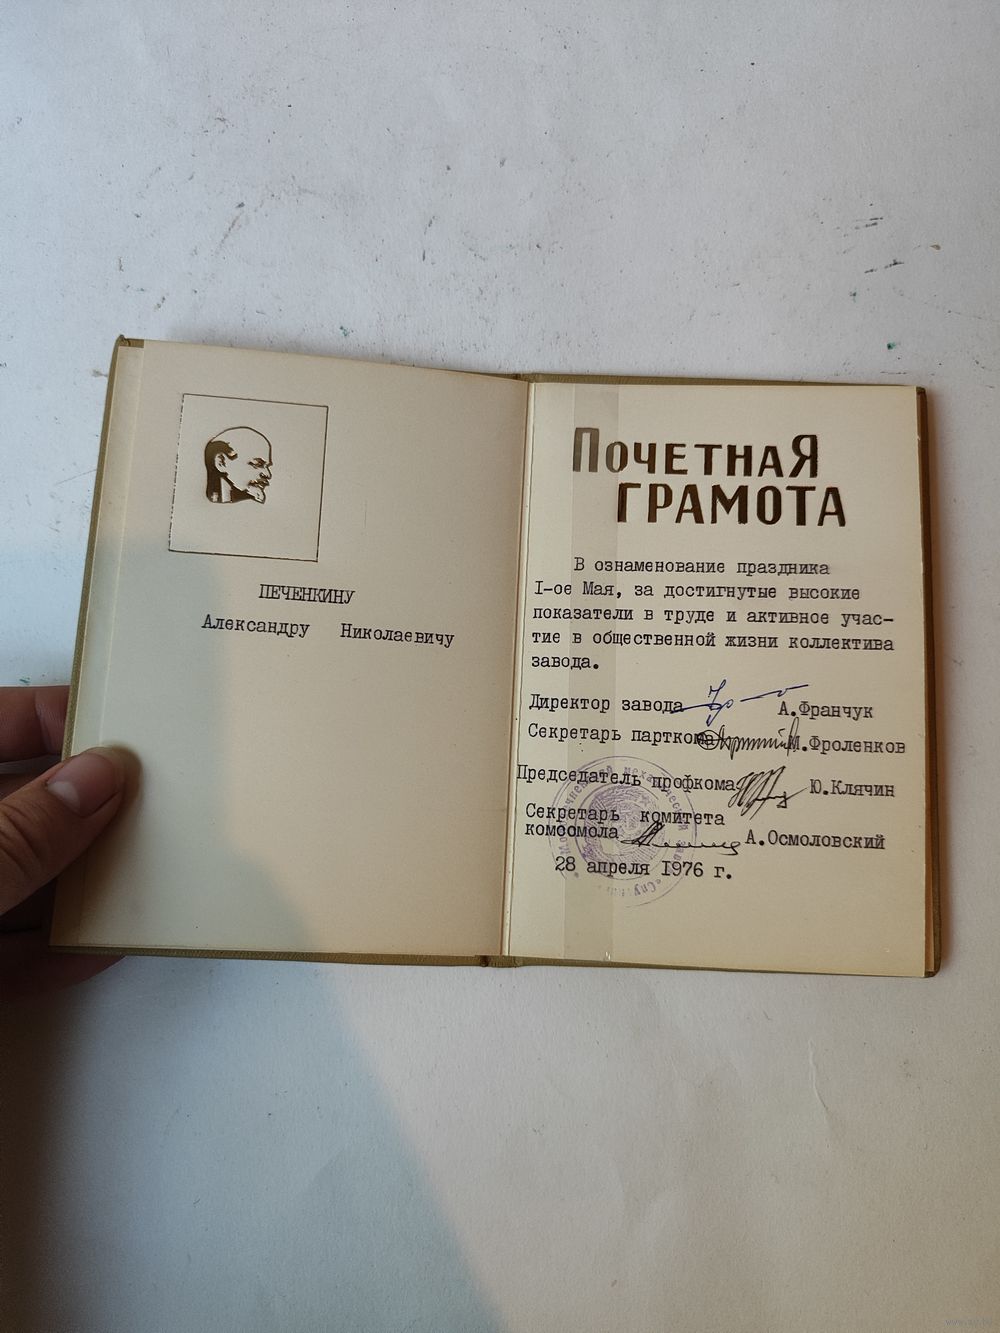 ПЕЧЕНКИНУ
Александру Николаевичу
ПОЧЕТНАЯ
ГРАМОТА
В ознаменование праздника
I-ое Мая, за достигнутые высокие
показатели в труде и активное учас-
тие в общественной жизни коллектива
завода.
Директор завода А.Франчук
Секретарь парткома М.Фроленков
Председатель профкома Ю.Клячин
Секретарь комитета
комсомола А.Осмоловский
28 апреля 1976 г.